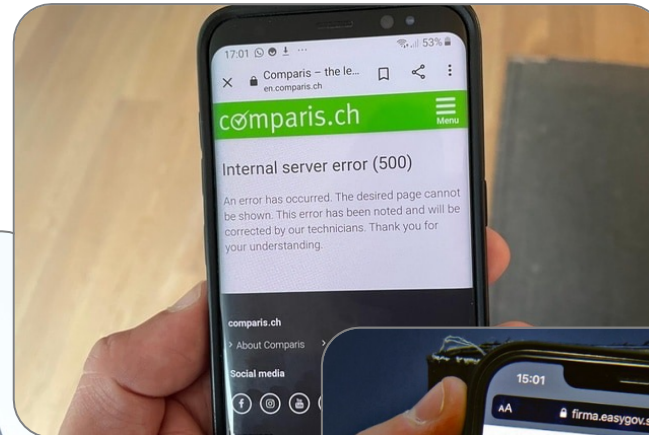 17:01 53%
Comparis – the le...
en.comparis.ch
comparis.ch
Menu
Internal server error (500)
An error has occurred. The desired page cannot
be shown. This error has been noted and will be
corrected by our technicians. Thank you for
your understanding.
comparis.ch
> About Comparis >
Social media
15:01
AA firma.easygov.s